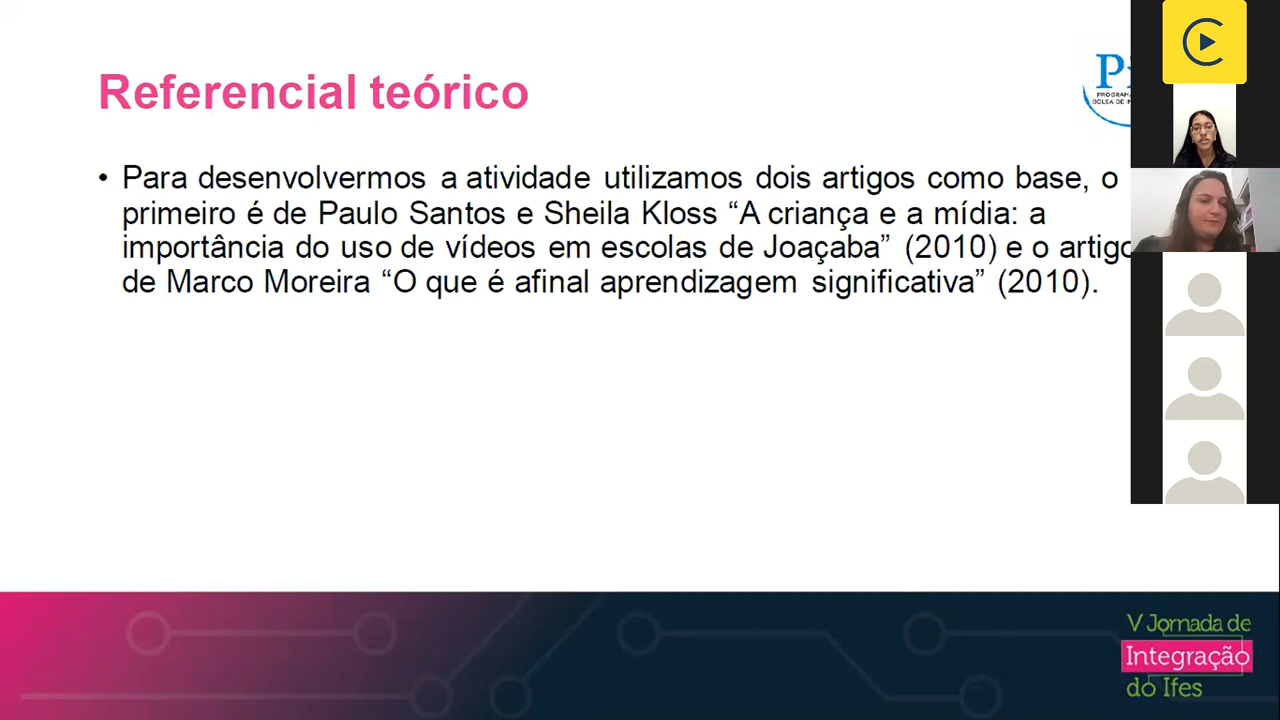 Referencial teórico
• Para desenvolvermos a atividade utilizamos dois artigos como base, o
primeiro é de Paulo Santos e Sheila Kloss “A criança e a mídia: a
importância do uso de vídeos em escolas de Joaçaba” (2010) e o artigo
de Marco Moreira “O que é afinal aprendizagem significativa” (2010).
V Jornada de
Integração
do Ifes